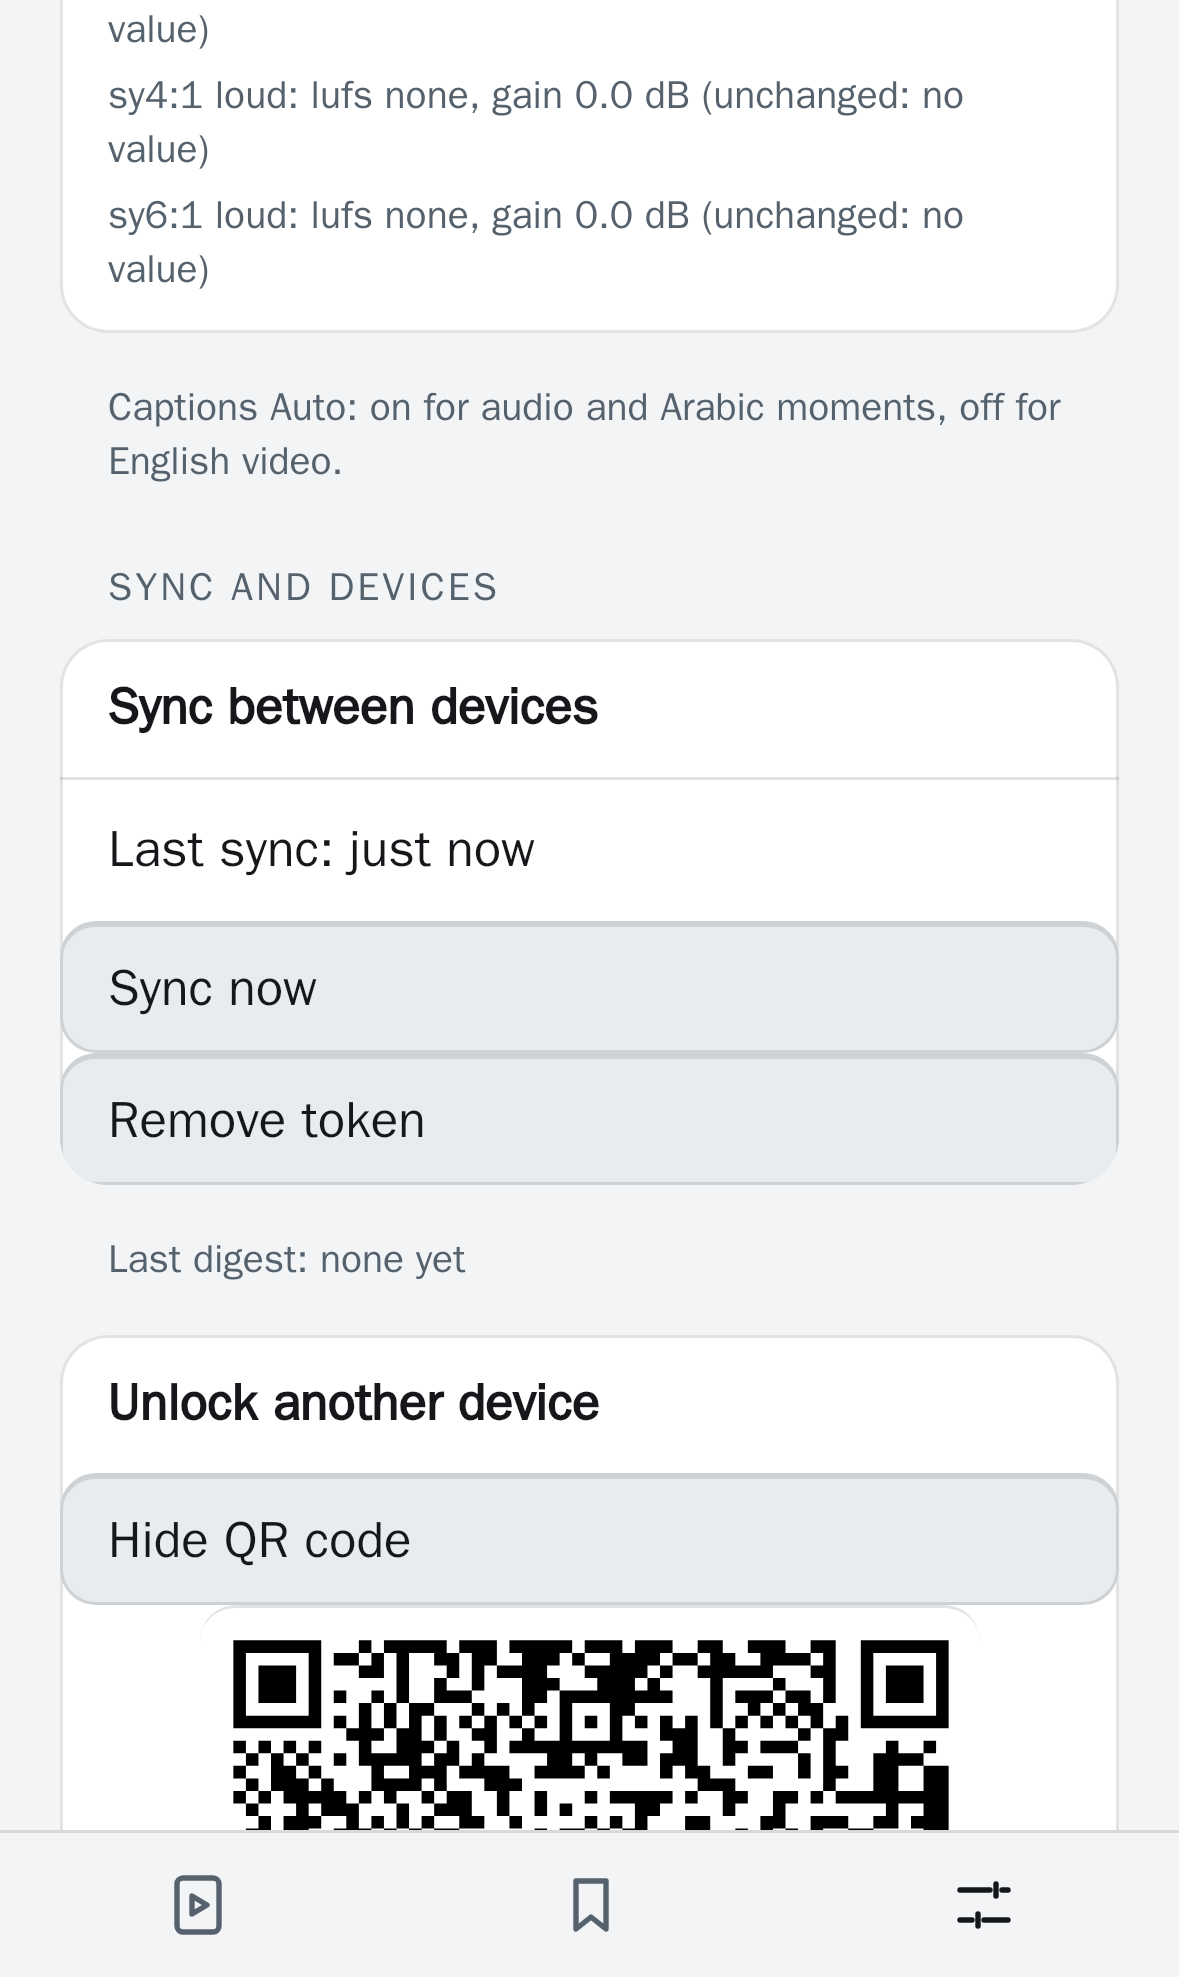 value)
sy4:1 loud: lufs none, gain 0.0 dB (unchanged: no
value)
sy6:1 loud: lufs none, gain 0.0 dB (unchanged: no
value)
Captions Auto: on for audio and Arabic moments, off for
English video.
SYNC AND DEVICES
Sync between devices
Last sync: just now
Sync now
Remove token
Last digest: none yet
Unlock another device
Hide QR code